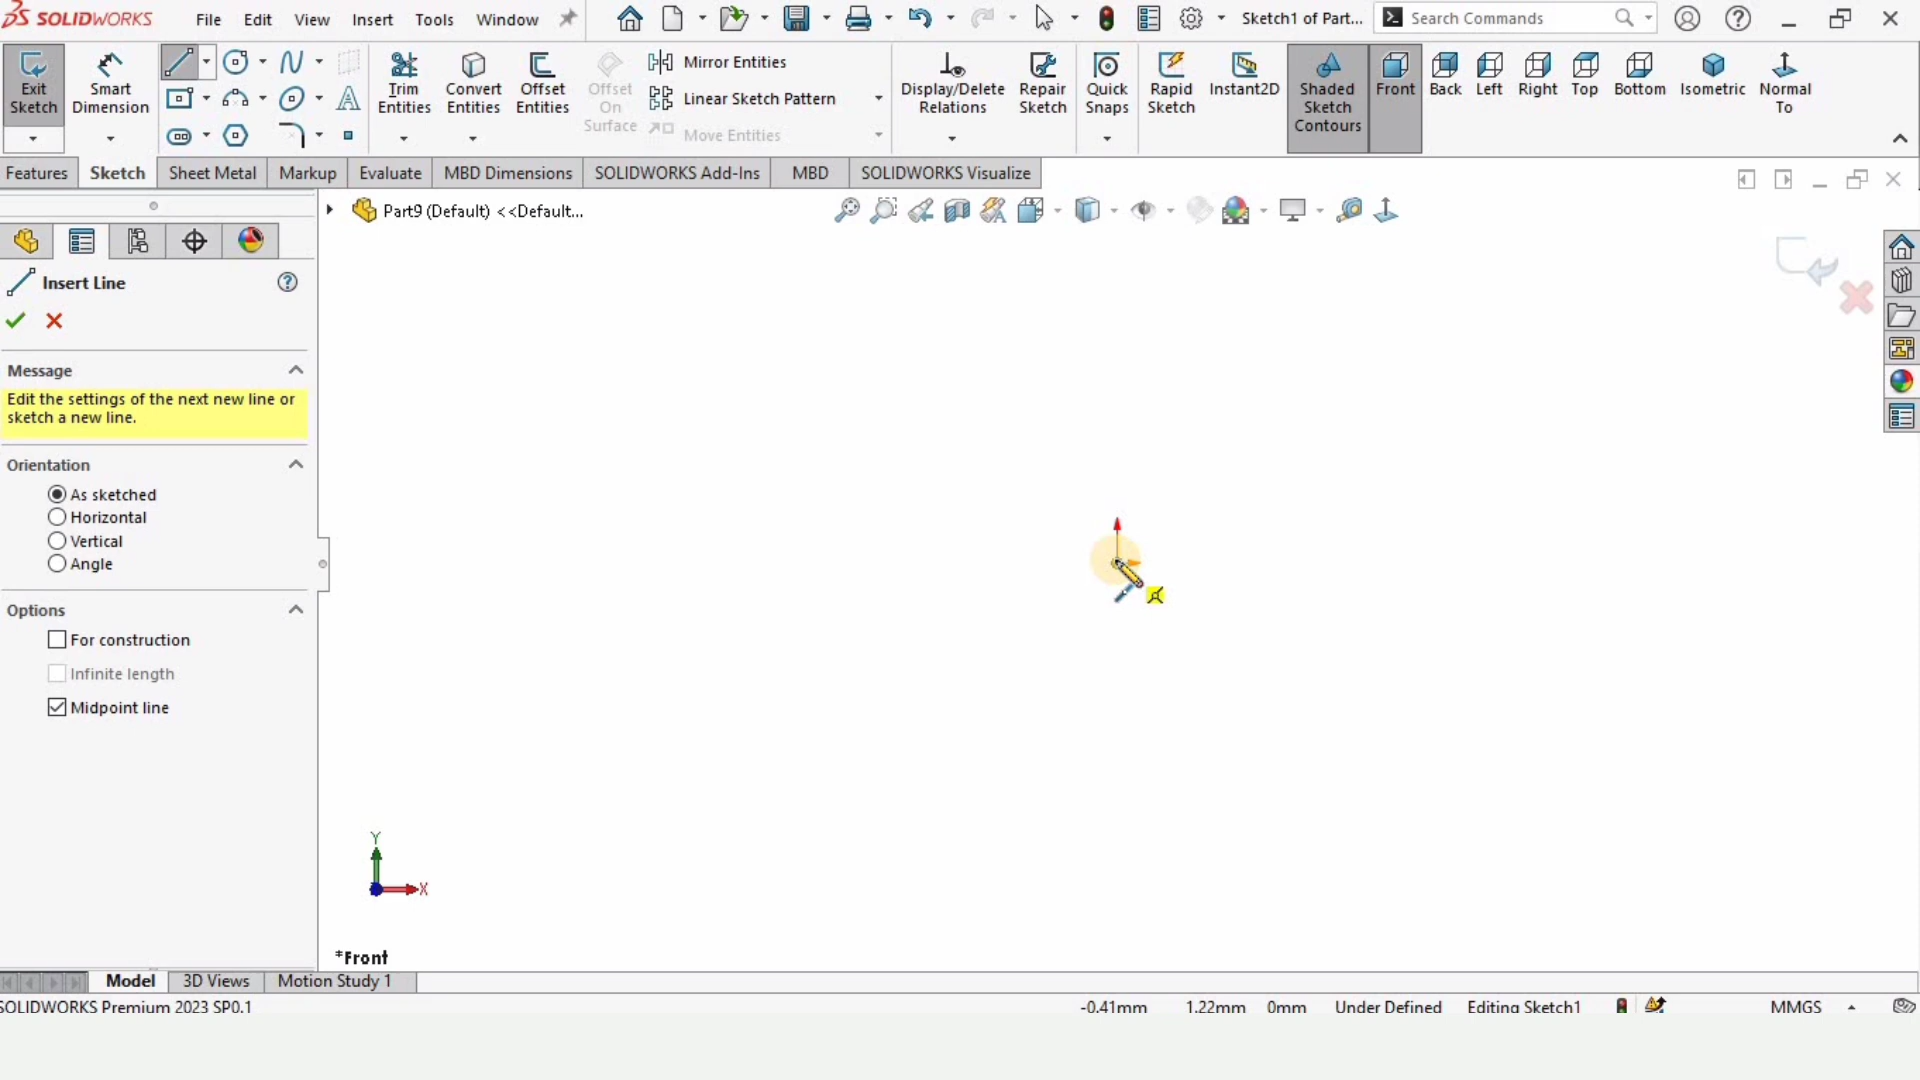 SOLIDWORKS File Edit View Insert Tools Window Sketch1 of Part... Search Commands
Exit Sketch
Smart Dimension
Trim Entities
Convert Entities
Offset Entities
Offset On Surface
Mirror Entities
Linear Sketch Pattern
Move Entities
Display/Delete Relations
Repair Sketch
Quick Snaps
Rapid Sketch
Instant2D
Shaded Sketch Contours
Front Back Left Right Top Bottom Isometric Normal To
Features Sketch Sheet Metal Markup Evaluate MBD Dimensions SOLIDWORKS Add-Ins MBD SOLIDWORKS Visualize
Part9 (Default) <<Default...
Insert Line
Message
Edit the settings of the next new line or
sketch a new line.
Orientation
As sketched
Horizontal
Vertical
Angle
Options
For construction
Infinite length
Midpoint line
Y
X
*Front
Model 3D Views Motion Study 1
SOLIDWORKS Premium 2023 SP0.1 -0.41mm 1.22mm 0mm Under Defined Editing Sketch1 MMGS